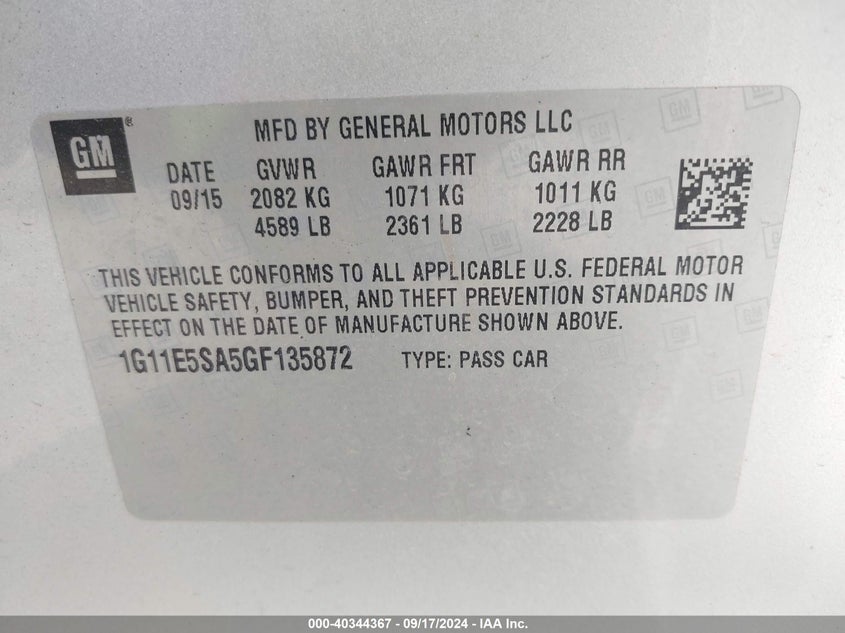 GM®
MFD BY GENERAL MOTORS LLC
DATE GVWR GAWR FRT GAWR RR
09/15 2082 KG 1071 KG 1011 KG
4589 LB 2361 LB 2228 LB
THIS VEHICLE CONFORMS TO ALL APPLICABLE U.S. FEDERAL MOTOR
VEHICLE SAFETY, BUMPER, AND THEFT PREVENTION STANDARDS IN
EFFECT ON THE DATE OF MANUFACTURE SHOWN ABOVE.
1G11E5SA5GF135872 TYPE: PASS CAR
000-40344367 - 09/17/2024 - IAA Inc.